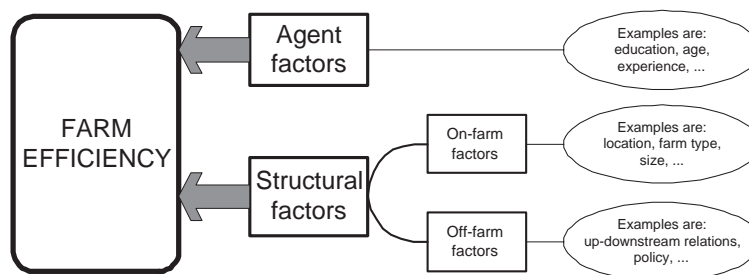 FARM
EFFICIENCY
Agent
factors
Examples are:
education, age,
experience, ...
Structural
factors
On-farm
factors
Examples are:
location, farm type,
size, ...
Off-farm
factors
Examples are:
up-downstream relations,
policy, ...